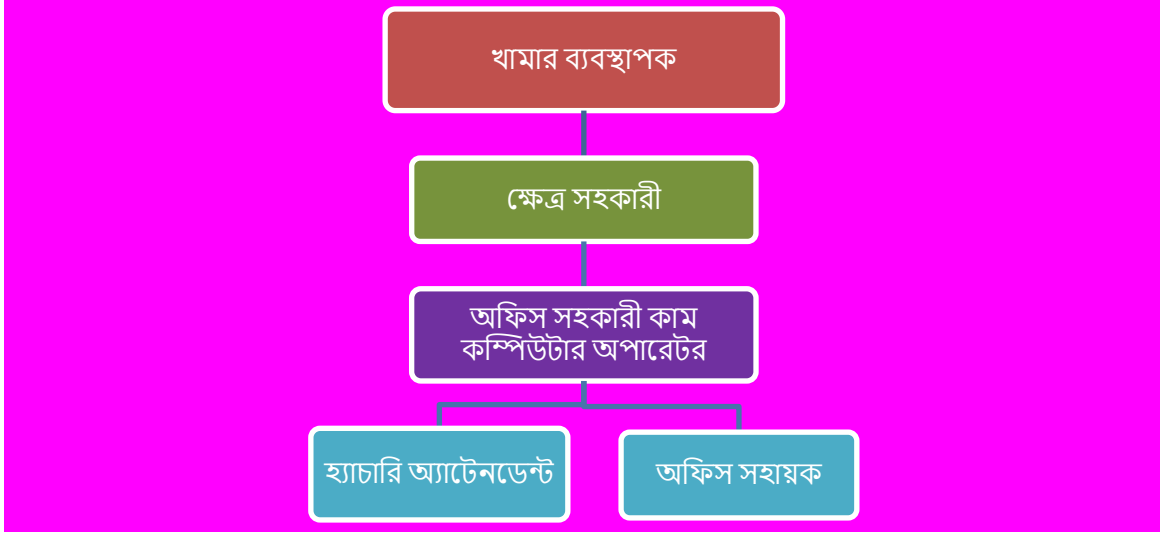 খামার ব্যবস্থাপক
ক্ষেত্র সহকারী
অফিস সহকারী কাম
কম্পিউটার অপারেটর
হ্যাচারি অ্যাটেনডেন্ট
অফিস সহায়ক